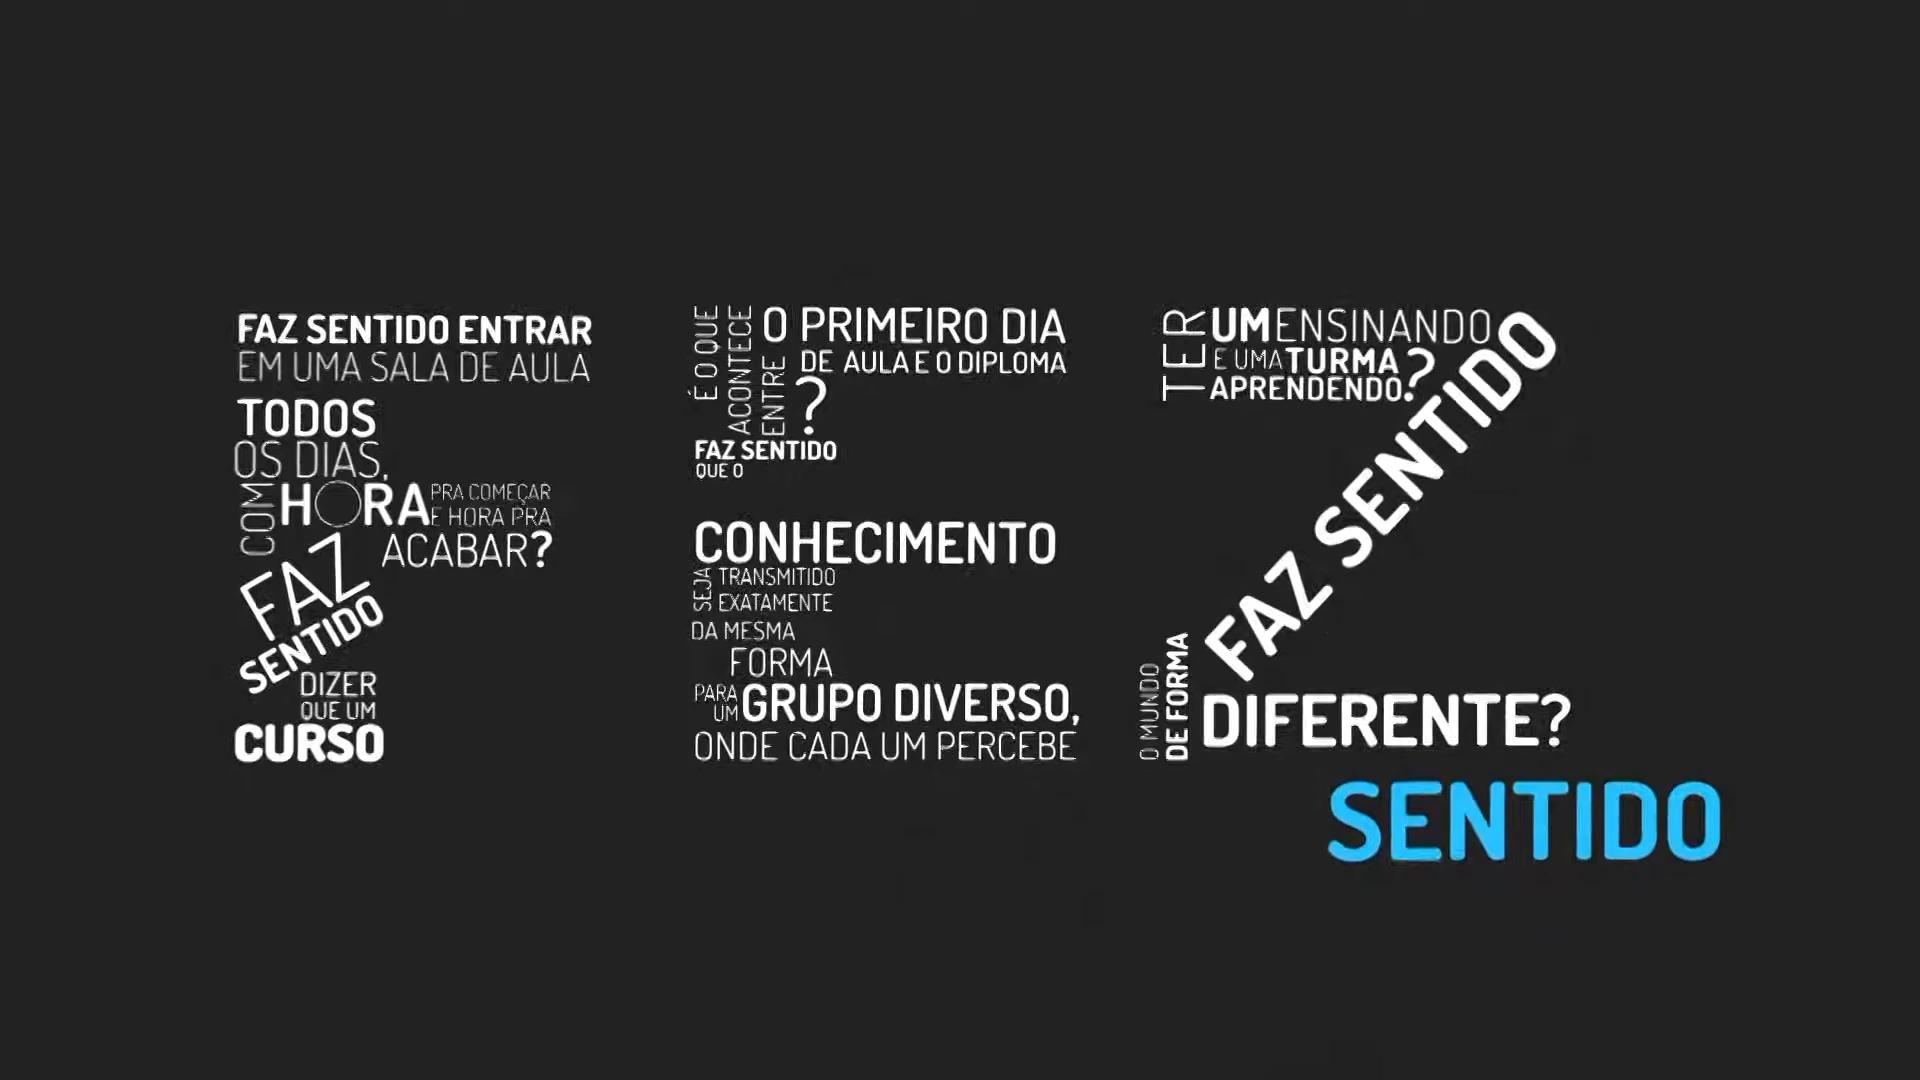 FAZ SENTIDO ENTRAR
EM UMA SALA DE AULA
TODOS
OS DIAS,
COM
HORA
PRA COMEÇAR
E HORA PRA
ACABAR?
FAZ
SENTIDO
DIZER
QUE UM
CURSO
É O QUE
ACONTECE
ENTRE
O PRIMEIRO DIA
DE AULA E O DIPLOMA
?
FAZ SENTIDO
QUE O
CONHECIMENTO
SEJA
TRANSMITIDO
EXATAMENTE
DA MESMA
FORMA
PARA
UM
GRUPO DIVERSO,
ONDE CADA UM PERCEBE
O MUNDO
DE FORMA
DIFERENTE?
FAZ SENTIDO
TER
UM ENSINANDO
E UMA TURMA
APRENDENDO?
SENTIDO